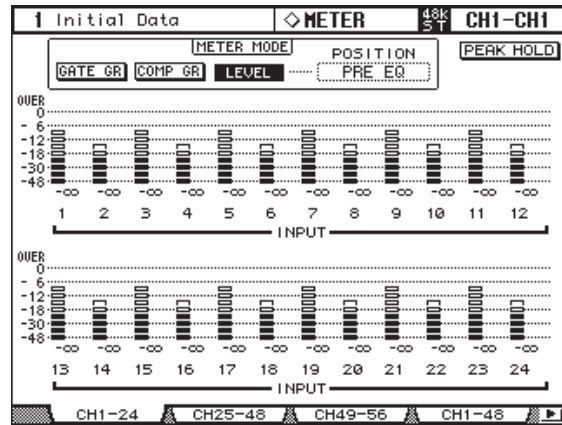 1 Initial Data ◇METER 48k ST CH1-CH1
METER MODE POSITION PEAK HOLD
GATE GR COMP GR LEVEL PRE EQ
OVER
0
- 6
-12
-18
-30
-48
-∞ -∞ -∞ -∞ -∞ -∞ -∞ -∞ -∞ -∞ -∞ -∞
1 2 3 4 5 6 7 8 9 10 11 12
INPUT
OVER
0
- 6
-12
-18
-30
-48
-∞ -∞ -∞ -∞ -∞ -∞ -∞ -∞ -∞ -∞ -∞ -∞
13 14 15 16 17 18 19 20 21 22 23 24
INPUT
CH1-24 CH25-48 CH49-56 CH1-48